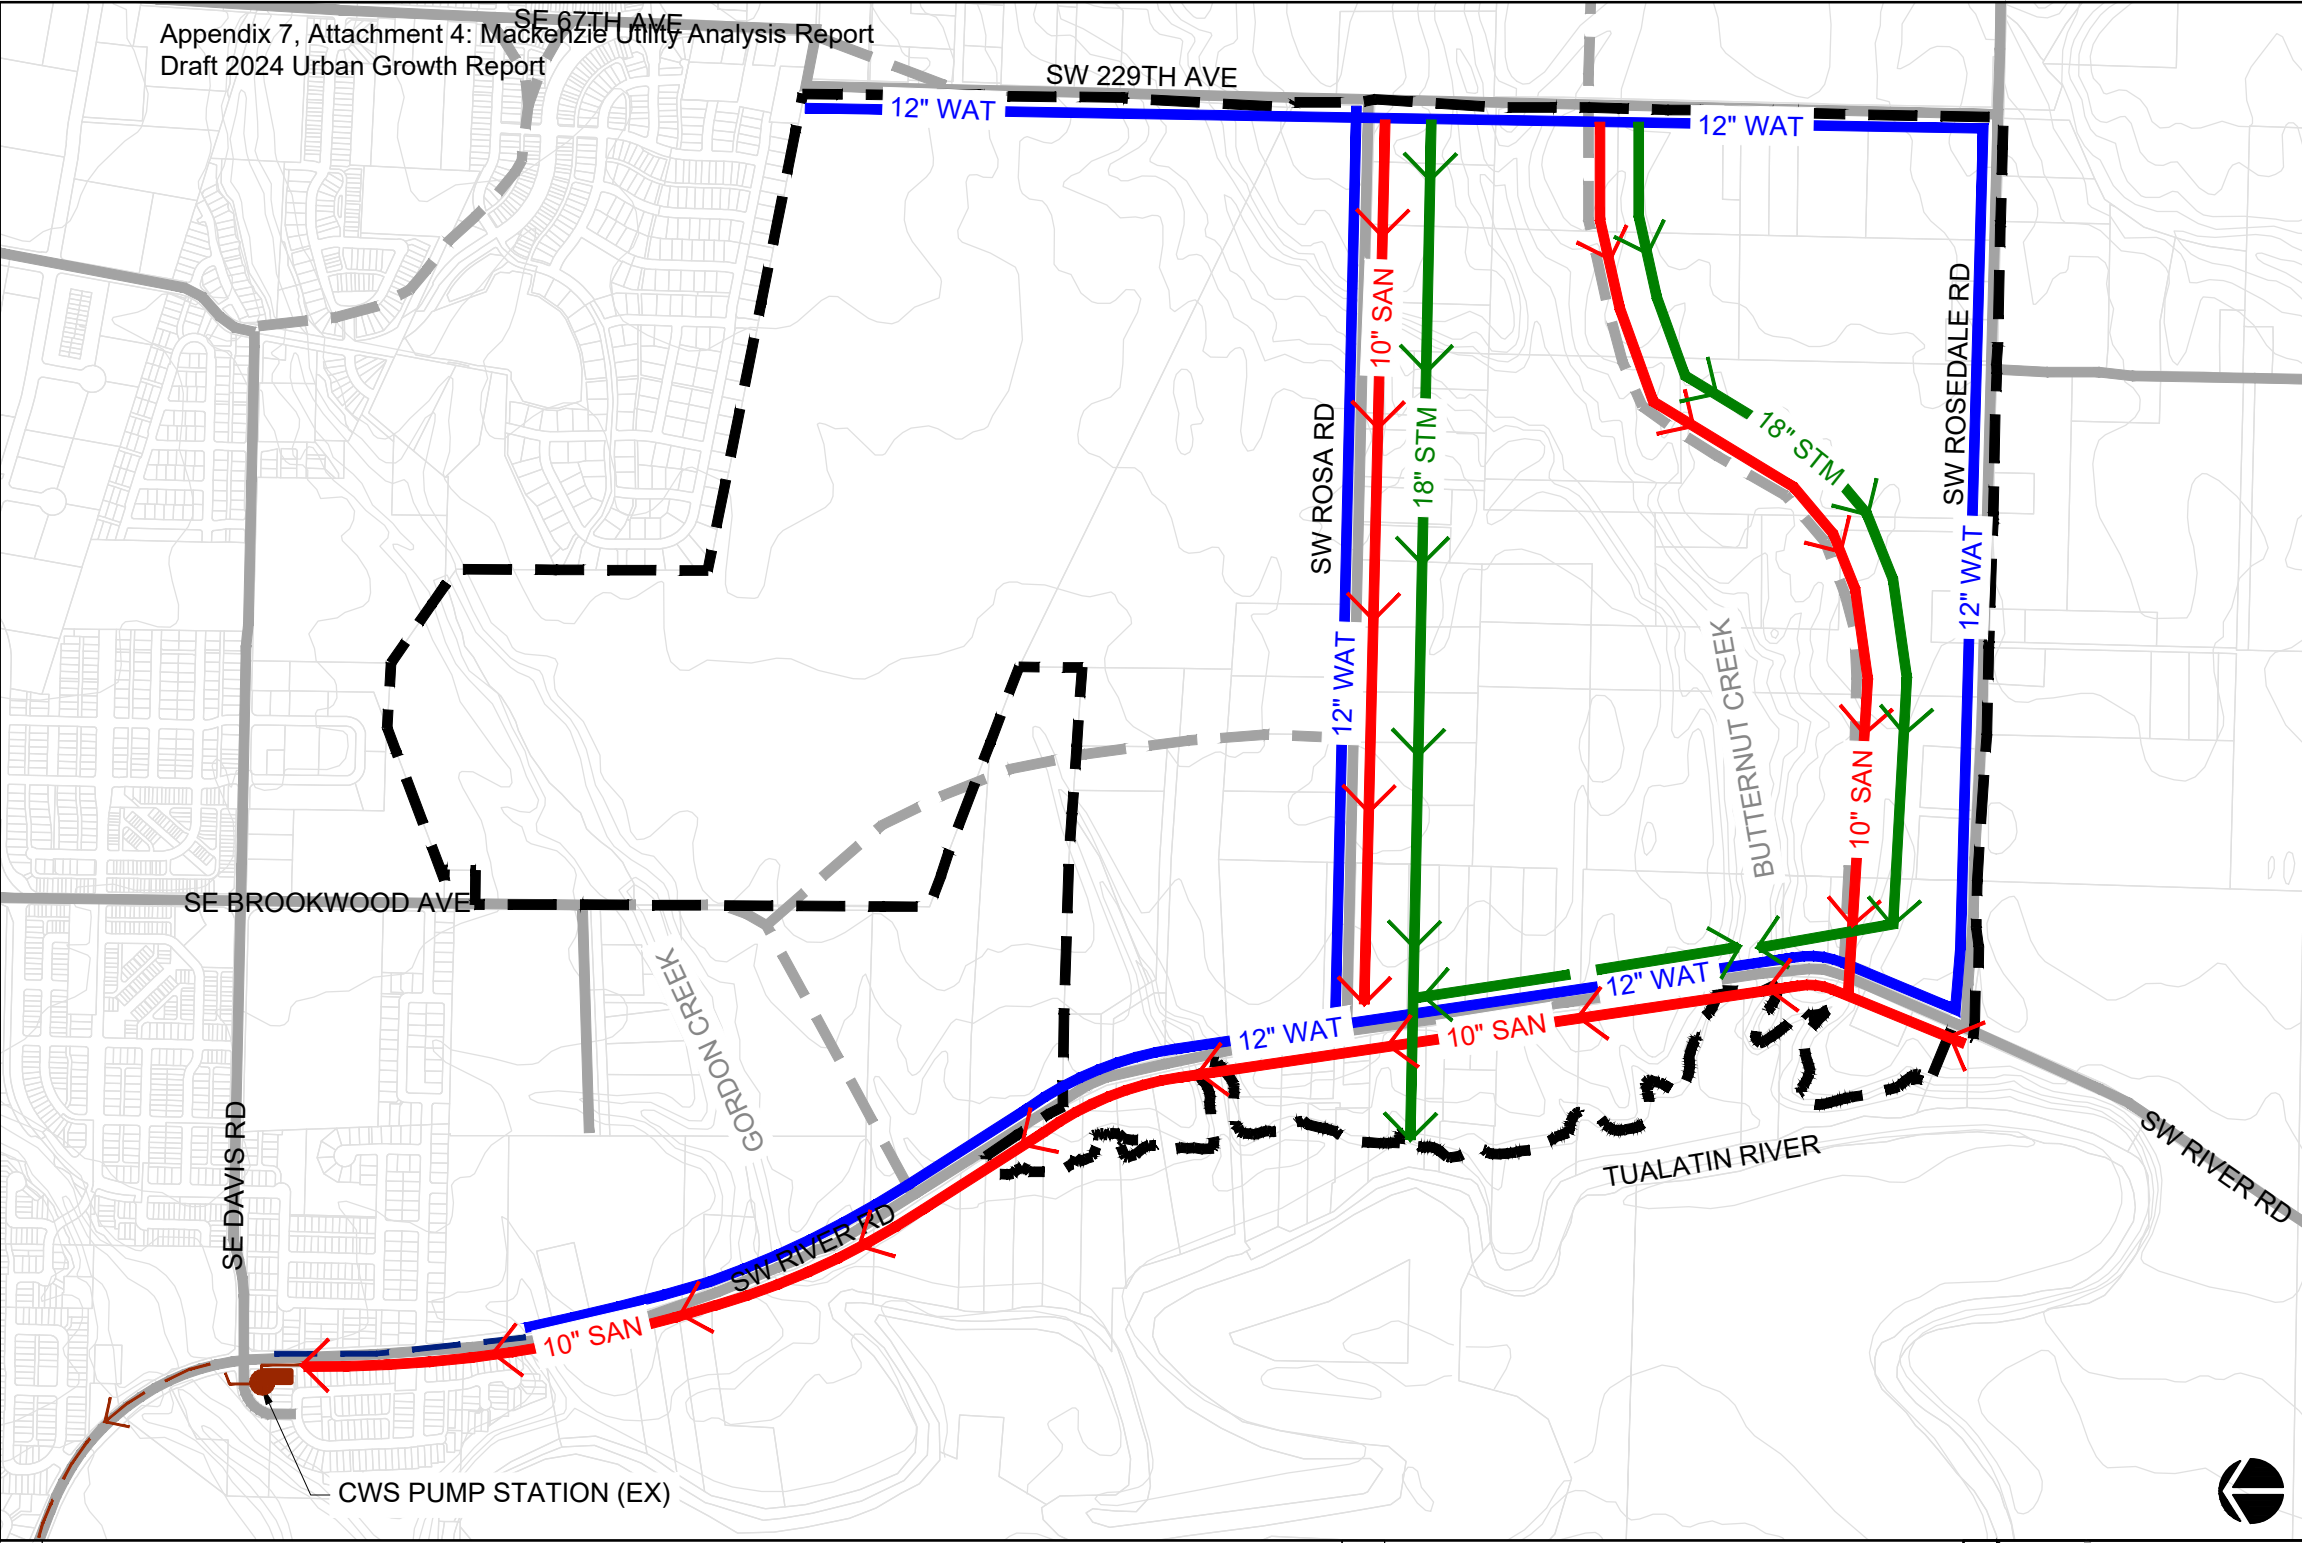 SE 67TH AVE
Appendix 7, Attachment 4: Mackenzie Utility Analysis Report
Draft 2024 Urban Growth Report
SW 229TH AVE
12" WAT
12" WAT
10" SAN
SW ROSA RD
18" STM
18" STM
SW ROSEDALE RD
12" WAT
12" WAT
BUTTERNUT CREEK
10" SAN
SE BROOKWOOD AVE
GORDON CREEK
12" WAT
12" WAT
10" SAN
SE DAVIS RD
TUALATIN RIVER
SW RIVER RD
SW RIVER RD
10" SAN
CWS PUMP STATION (EX)